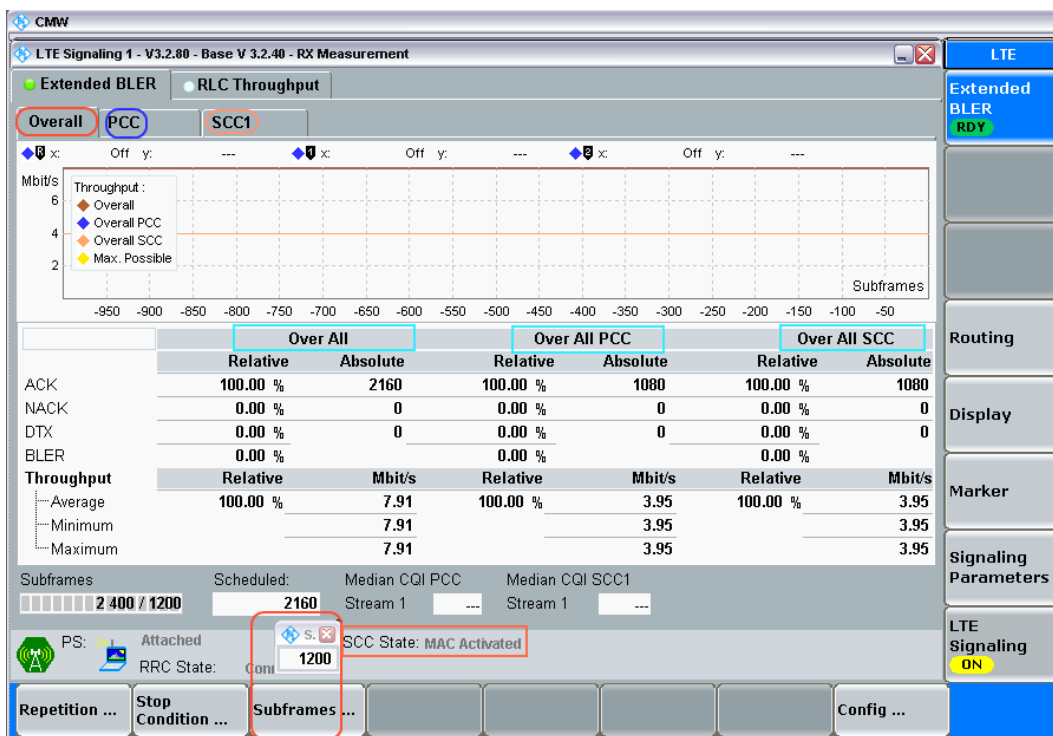 CMW
LTE Signaling 1 - V3.2.80 - Base V 3.2.40 - RX Measurement
LTE
Extended BLER RLC Throughput
Extended
BLER
RDY
Overall PCC SCC1
R x: Off y: --- 1 x: Off y: --- 2 x: Off y: ---
Mbit/s
6
4
2
Throughput :
Overall
Overall PCC
Overall SCC
Max. Possible
Subframes
-950 -900 -850 -800 -750 -700 -650 -600 -550 -500 -450 -400 -350 -300 -250 -200 -150 -100 -50
Over All Over All PCC Over All SCC
Relative Absolute Relative Absolute Relative Absolute
ACK 100.00 % 2160 100.00 % 1080 100.00 % 1080
NACK 0.00 % 0 0.00 % 0 0.00 % 0
DTX 0.00 % 0 0.00 % 0 0.00 % 0
BLER 0.00 % 0.00 % 0.00 %
Throughput Relative Mbit/s Relative Mbit/s Relative Mbit/s
Average 100.00 % 7.91 100.00 % 3.95 100.00 % 3.95
Minimum 7.91 3.95 3.95
Maximum 7.91 3.95 3.95
Subframes Scheduled: Median CQI PCC Median CQI SCC1
2 400 / 1200 2160 Stream 1 --- Stream 1 ---
PS: Attached
RRC State:
S.
1200
SCC State: MAC Activated
Routing
Display
Marker
Signaling
Parameters
LTE
Signaling
ON
Repetition ...
Stop
Condition ...
Subframes ...
Config ...